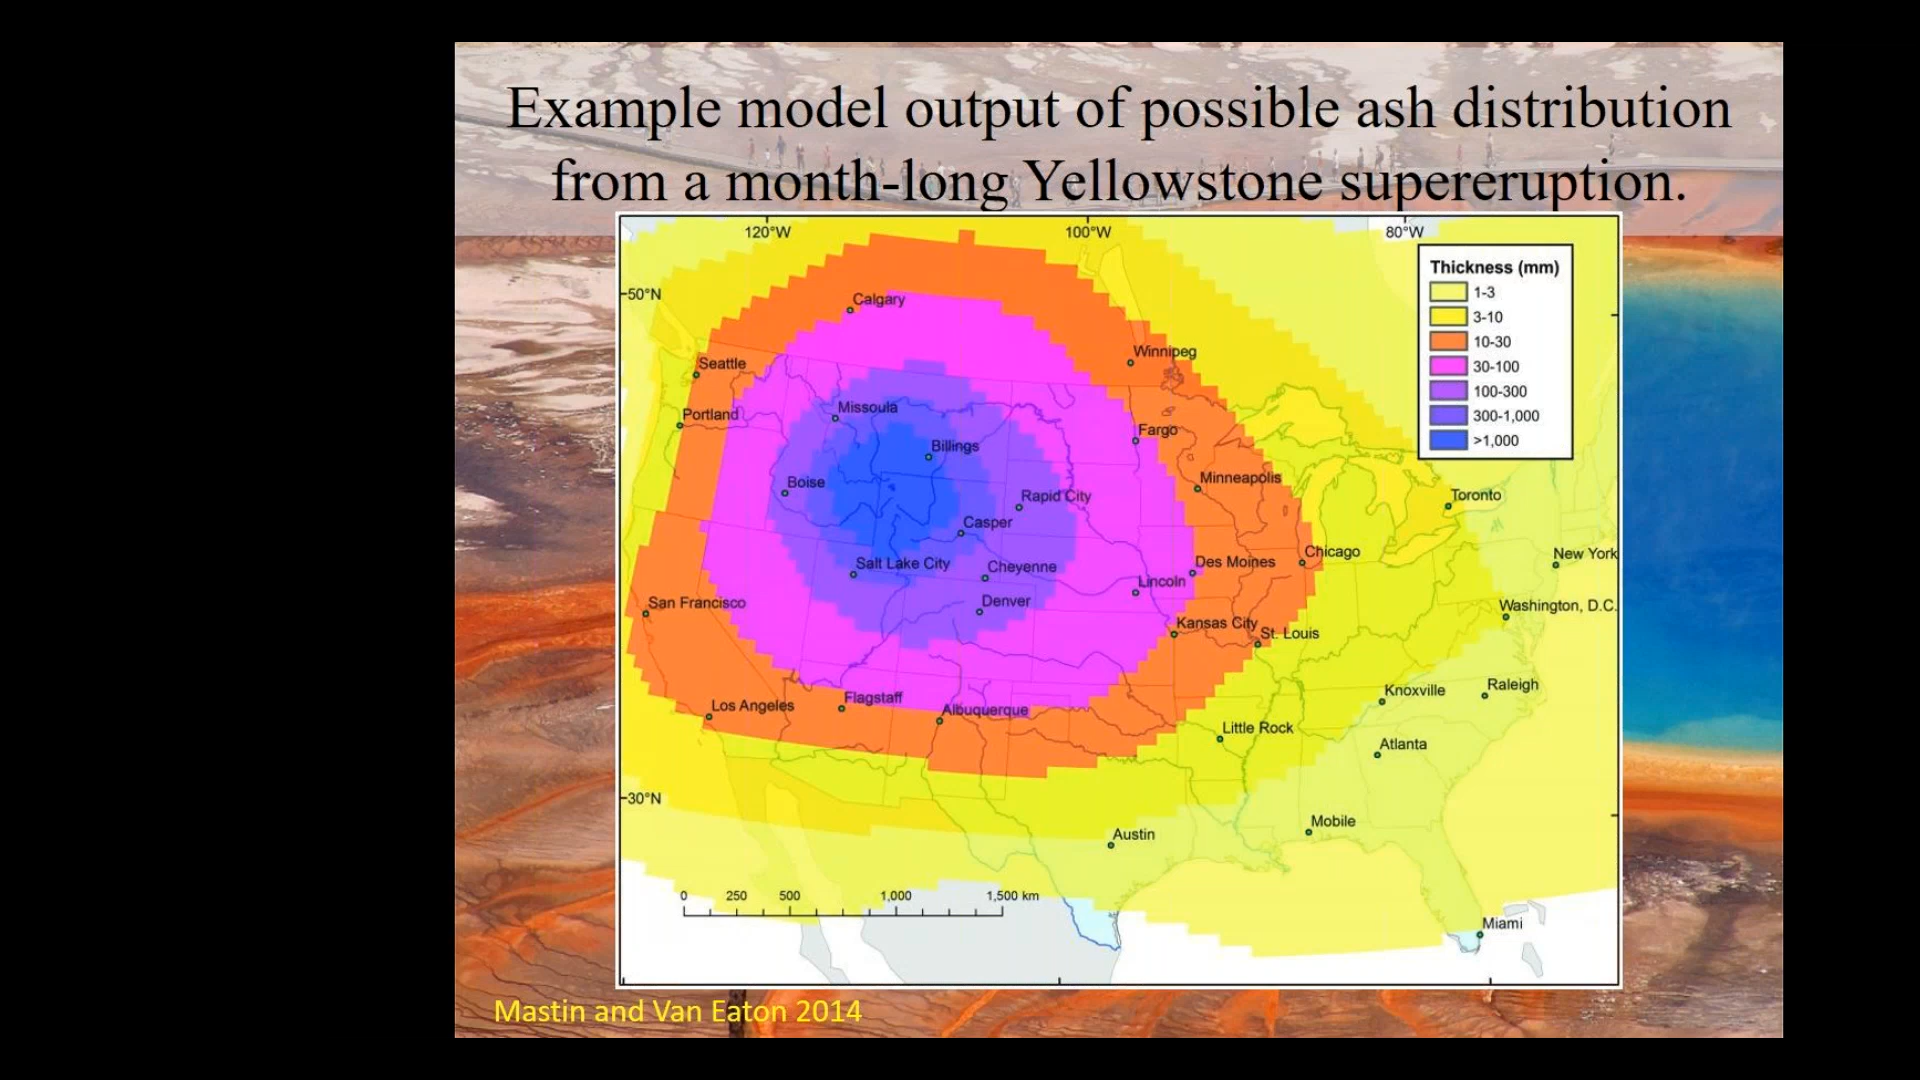 Example model output of possible ash distribution
from a month-long Yellowstone supereruption.
120°W
100°W
80°W
Thickness (mm)
1-3
3-10
10-30
30-100
100-300
300-1,000
>1,000
50°N
Calgary
Winnipeg
Seattle
Missoula
Portland
Fargo
Billings
Minneapolis
Boise
Rapid City
Toronto
Casper
Chicago
New York
Salt Lake City
Cheyenne
Des Moines
Lincoln
San Francisco
Denver
Washington, D.C.
Kansas City
St. Louis
Knoxville
Raleigh
Flagstaff
Los Angeles
Albuquerque
Little Rock
Atlanta
30°N
Mobile
Austin
0 250 500 1,000 1,500 km
Miami
Mastin and Van Eaton 2014